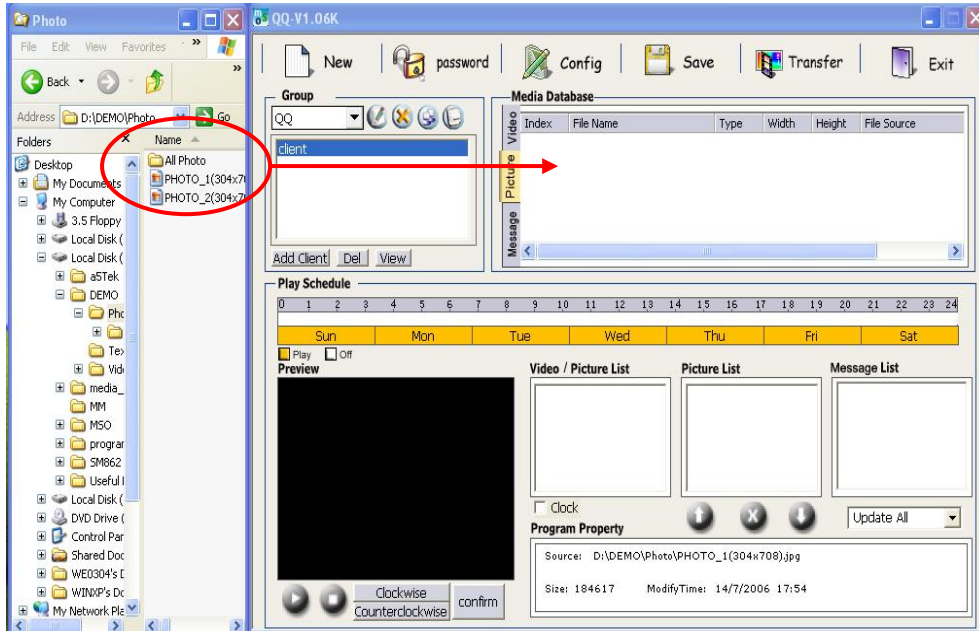 Photo
File Edit View Favorites »
Back »
Address D:\DEMO\Photo Go
Folders X
Desktop
My Documents
My Computer
3.5 Floppy
Local Disk (
Local Disk (
a5Tek
DEMO
Pho
Tex
Vide
media_
MM
MSO
program
SM862
Useful
Local Disk (
DVD Drive (
Control Par
Shared Doc
WE0304's D
WINXP's Do
My Network Pla
Name
All Photo
PHOTO_1(304x70
PHOTO_2(304x70
QQ-V1.06K
New password Config Save Transfer Exit
Group
QQ
client
Add Client Del View
Media Database
Video
Picture
Message
Index File Name Type Width Height File Source
Play Schedule
0 1 2 3 4 5 6 7 8 9 10 11 12 13 14 15 16 17 18 19 20 21 22 23 24
Sun Mon Tue Wed Thu Fri Sat
Play Off
Preview
Clockwise
Counterclockwise
confirm
Video / Picture List
Picture List
Message List
Clock
Update All
Program Property
Source: D:\DEMO\Photo\PHOTO_1(304x708).jpg
Size: 184617 ModifyTime: 14/7/2006 17:54